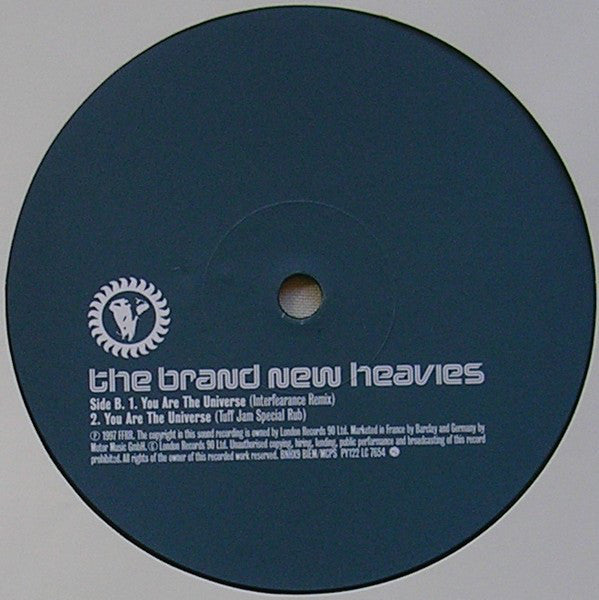 the brand new heavies
Side B. 1. You Are The Universe (Interfearance Remix)
2. You Are The Universe (Tuff Jam Special Rub)
℗ 1997 FFRR. The copyright in this sound recording is owned by London Records 90 Ltd. Marketed in France by Barclay and Germany by
Motor Music GmbH. © London Records 90 Ltd. Unauthorised copying, hiring, lending, public performance and broadcasting of this record
prohibited. All rights of the owner of this recorded work reserved. BNHX9 BIEM/MCPS PY122 LC 7654